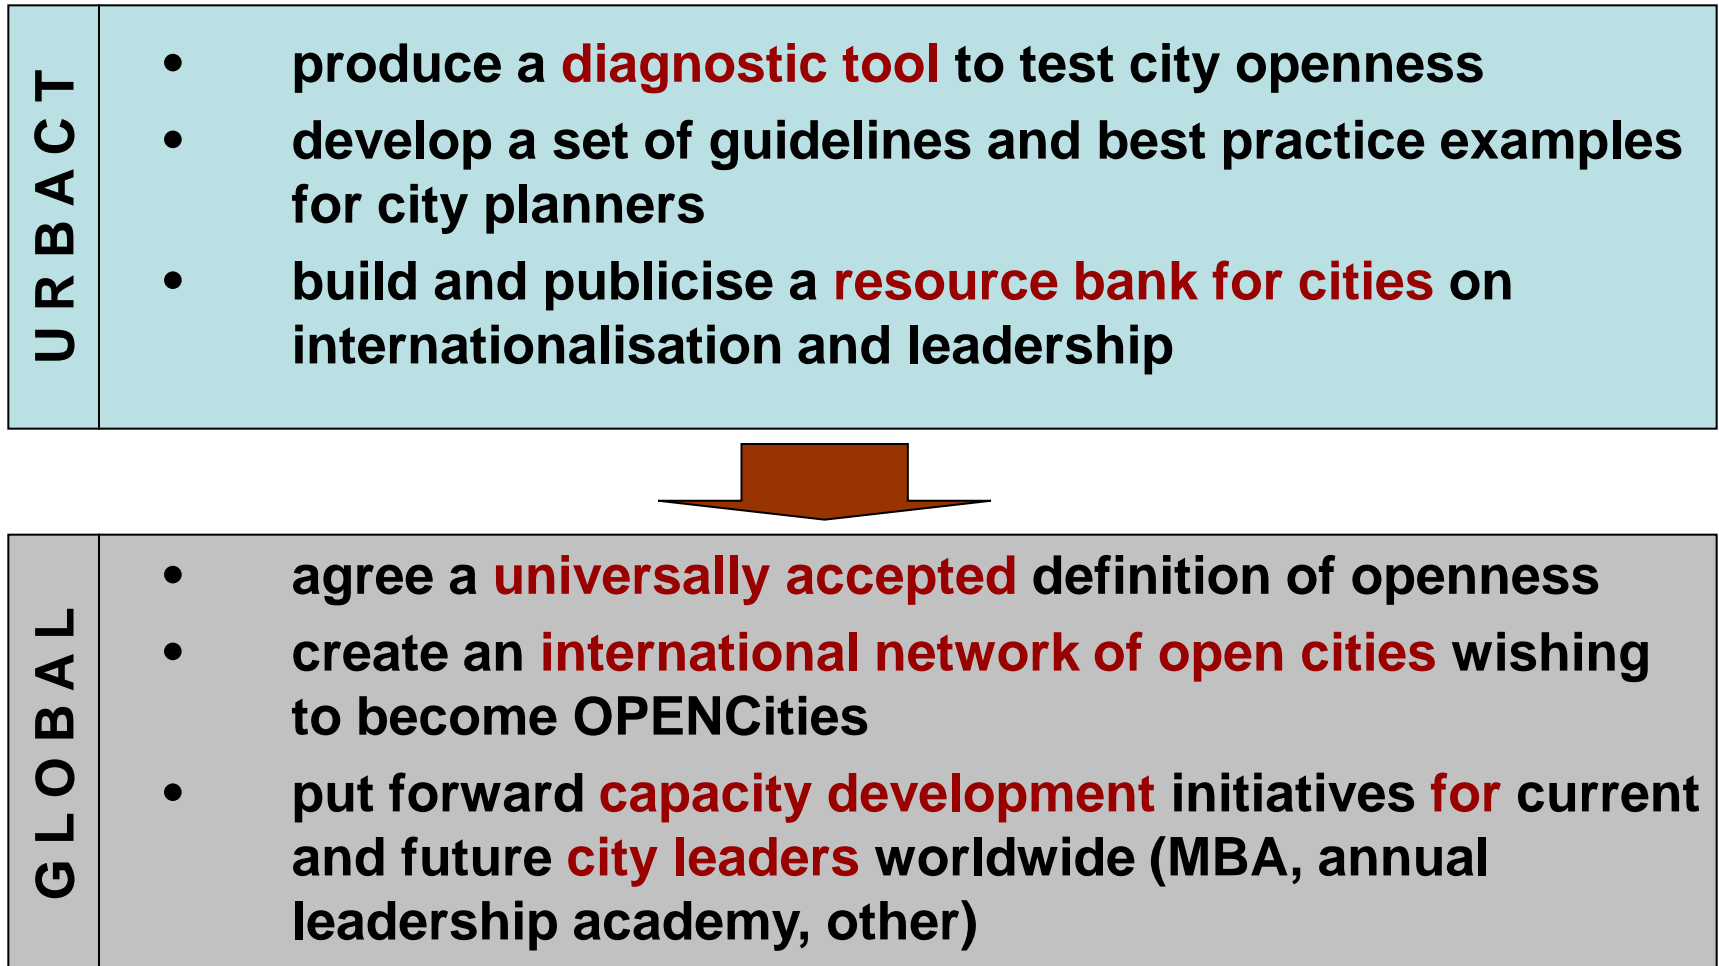 URBACT
• produce a diagnostic tool to test city openness
• develop a set of guidelines and best practice examples
for city planners
• build and publicise a resource bank for cities on
internationalisation and leadership
GLOBAL
• agree a universally accepted definition of openness
• create an international network of open cities wishing
to become OPENCities
• put forward capacity development initiatives for current
and future city leaders worldwide (MBA, annual
leadership academy, other)